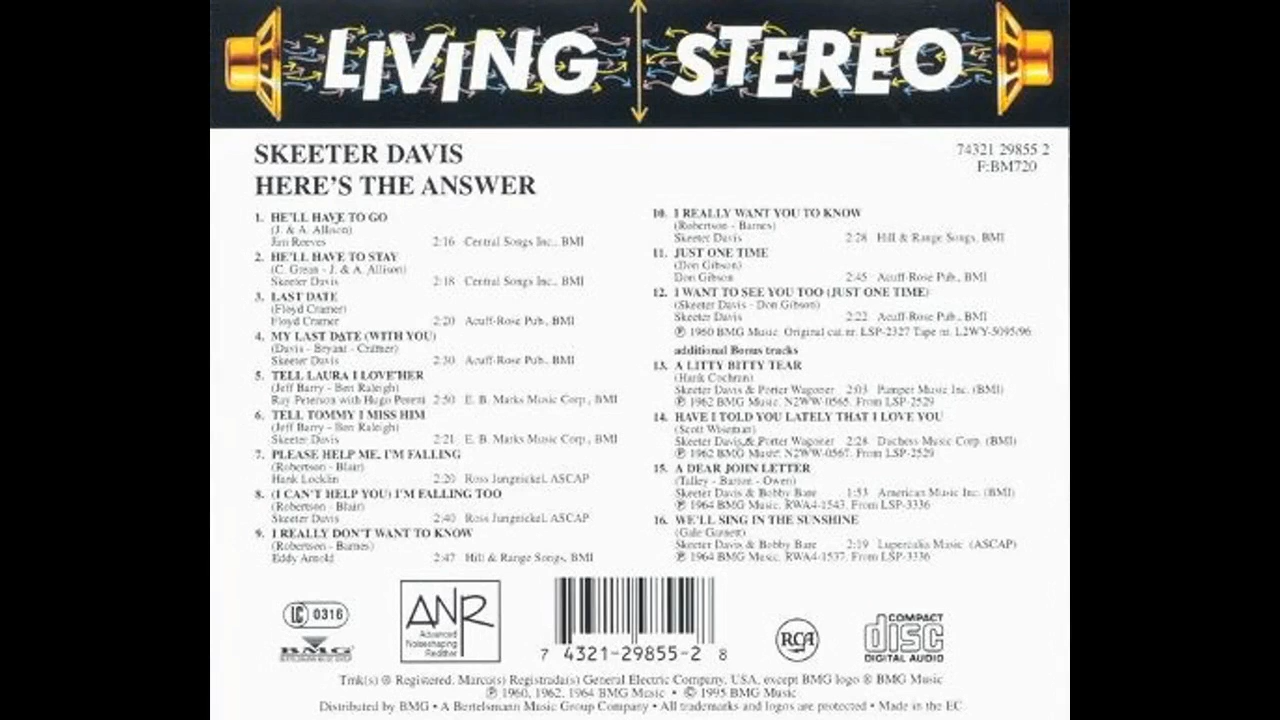 LIVING STEREO
SKEETER DAVIS
HERE'S THE ANSWER
74321 29855 2
F:BM720
1. HE'LL HAVE TO GO
(J. & A. Allison)
Jim Reeves 2:16 Central Songs Inc., BMI
2. HE'LL HAVE TO STAY
(C. Grean - J. & A. Allison)
Skeeter Davis 2:18 Central Songs Inc., BMI
3. LAST DATE
(Floyd Cramer)
Floyd Cramer 2:20 Acuff-Rose Pub., BMI
4. MY LAST DATE (WITH YOU)
(Davis - Bryant - Cramer)
Skeeter Davis 2:30 Acuff-Rose Pub., BMI
5. TELL LAURA I LOVE HER
(Jeff Barry - Ben Raleigh)
Ray Peterson with Hugo Pereni 2:50 E. B. Marks Music Corp., BMI
6. TELL TOMMY I MISS HIM
(Jeff Barry - Ben Raleigh)
Skeeter Davis 2:21 E. B. Marks Music Corp., BMI
7. PLEASE HELP ME, I'M FALLING
(Robertson - Blair)
Hank Locklin 2:20 Ross Jungnickel, ASCAP
8. (I CAN'T HELP YOU) I'M FALLING TOO
(Robertson - Blair)
Skeeter Davis 2:40 Ross Jungnickel, ASCAP
9. I REALLY DON'T WANT TO KNOW
(Robertson - Barnes)
Eddy Arnold 2:47 Hill & Range Songs, BMI
10. I REALLY WANT YOU TO KNOW
(Robertson - Barnes)
Skeeter Davis 2:28 Hill & Range Songs, BMI
11. JUST ONE TIME
(Don Gibson)
Don Gibson 2:45 Acuff-Rose Pub., BMI
12. I WANT TO SEE YOU TOO (JUST ONE TIME)
(Skeeter Davis - Don Gibson)
Skeeter Davis 2:22 Acuff-Rose Pub., BMI
℗ 1960 BMG Music. Original cat.nr. LSP-2327 Tape nr. L2WY-5095/96
additional Bonus tracks
13. A LITTY BITTY TEAR
(Hank Cochran)
Skeeter Davis & Porter Wagoner 2:03 Pamper Music Inc. (BMI)
℗ 1962 BMG Music. N2WW-0565. From LSP-2529
14. HAVE I TOLD YOU LATELY THAT I LOVE YOU
(Scott Wiseman)
Skeeter Davis & Porter Wagoner 2:28 Duchess Music Corp. (BMI)
℗ 1962 BMG Music. N2WW-0567. From LSP-2529
15. A DEAR JOHN LETTER
(Talley - Barton - Owen)
Skeeter Davis & Bobby Bare 1:53 American Music Inc. (BMI)
℗ 1964 BMG Music. RWA4-1543. From LSP-3336
16. WE'LL SING IN THE SUNSHINE
(Gale Garnett)
Skeeter Davis & Bobby Bare 2:19 Lupercalia Music (ASCAP)
℗ 1964 BMG Music. RWA4-1537. From LSP-3336
LC 0316
BMG
ANR
Advanced
Noiseshaping
Redither
7 4321-29855-2 8
RCA
COMPACT
disc
DIGITAL AUDIO
Tmk(s) ® Registered. Marca(s) Registrada(s) General Electric Company, USA, except BMG logo ® BMG Music
℗ 1960, 1962, 1964 BMG Music • © 1995 BMG Music
Distributed by BMG • A Bertelsmann Music Group Company • All trademarks and logos are protected • Made in the EC